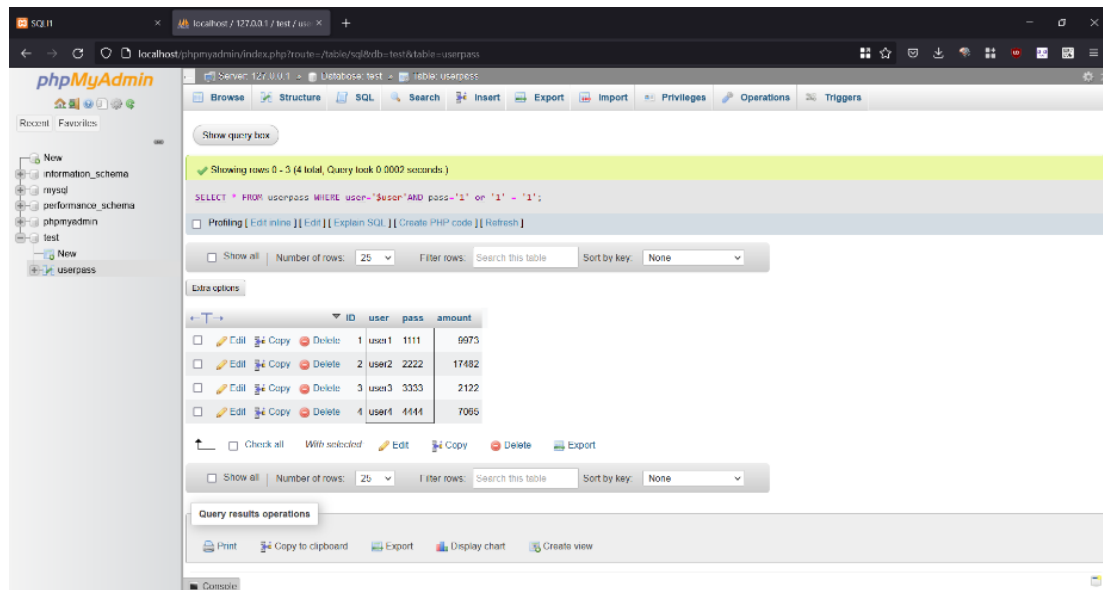 SQLI1
localhost / 127.0.0.1 / test / user
localhost/phpmyadmin/index.php?route=/table/sql&db=test&table=userpass
phpMyAdmin
Recent Favorites
New
information_schema
mysql
performance_schema
phpmyadmin
test
New
userpass
Server: 127.0.0.1 » Database: test » Table: userpass
Browse Structure SQL Search Insert Export Import Privileges Operations Triggers
Show query box
Showing rows 0 - 3 (4 total, Query took 0.0002 seconds.)
SELECT * FROM userpass WHERE user='$user'AND pass='1' or '1' = '1';
Profiling [ Edit inline ] [ Edit ] [ Explain SQL ] [ Create PHP code ] [ Refresh ]
Show all | Number of rows: 25 Filter rows: Search this table Sort by key: None
Extra options
ID user pass amount
Edit Copy Delete 1 user1 1111 9973
Edit Copy Delete 2 user2 2222 17482
Edit Copy Delete 3 user3 3333 2122
Edit Copy Delete 4 user4 4444 7065
Check all With selected Edit Copy Delete Export
Show all | Number of rows: 25 Filter rows: Search this table Sort by key: None
Query results operations
Print Copy to clipboard Export Display chart Create view
Console